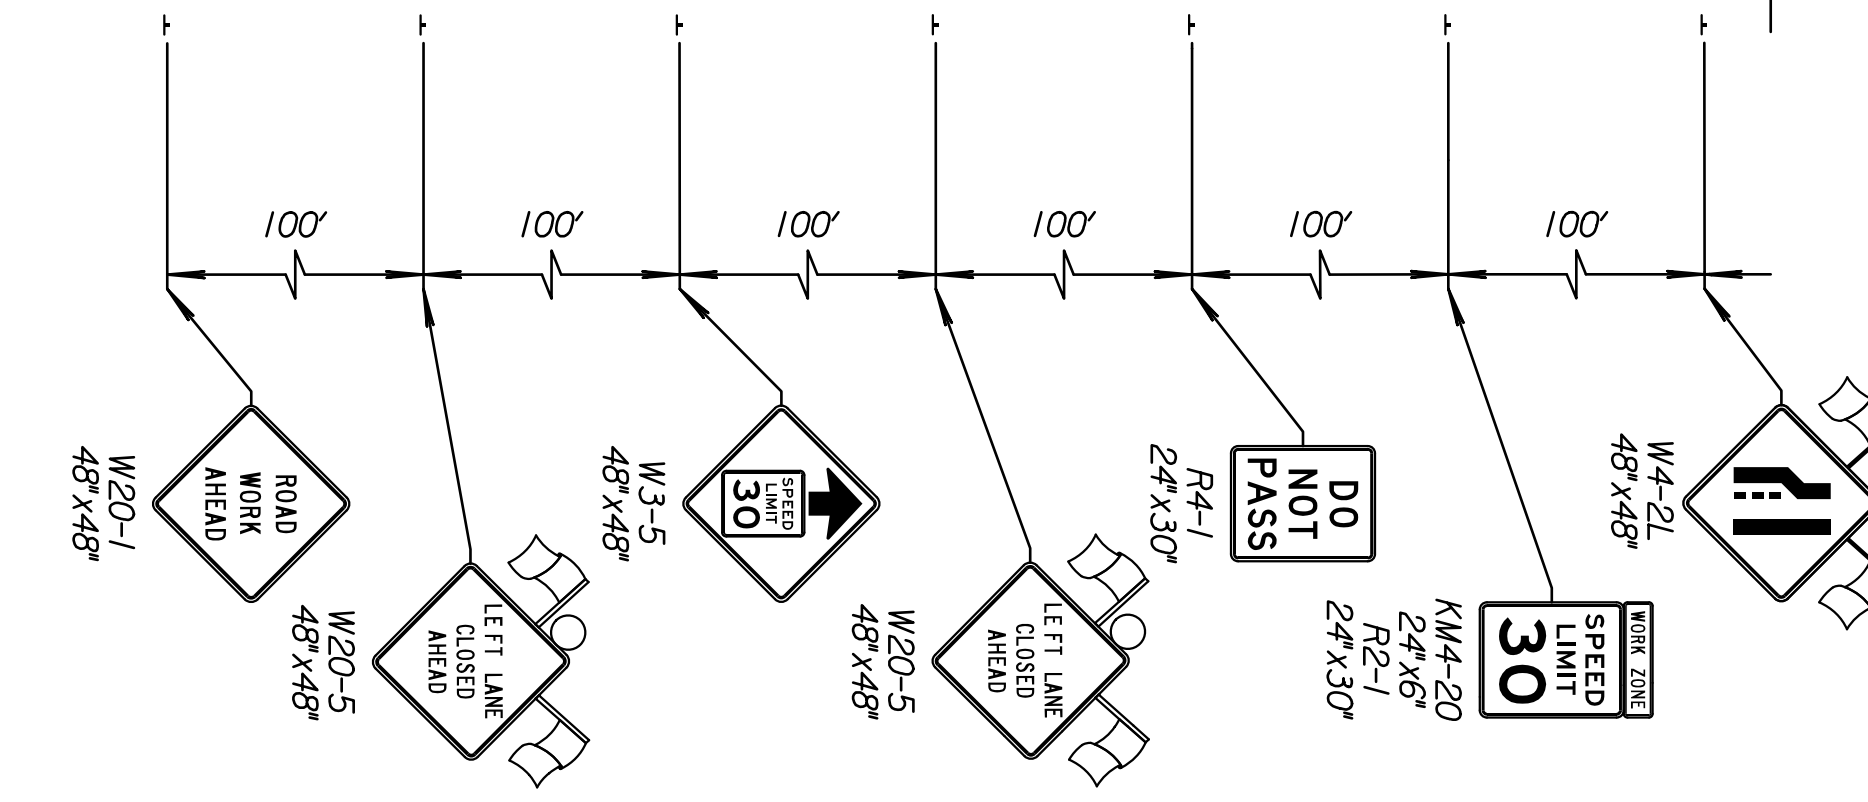 100'
100'
100'
100'
100'
100'
ROAD
WORK
AHEAD
W20-1
48"x48"
LEFT LANE
CLOSED
AHEAD
W20-5
48"x48"
SPEED
LIMIT
30
W3-5
48"x48"
LEFT LANE
CLOSED
AHEAD
W20-5
48"x48"
DO
NOT
PASS
R4-1
24"x30"
WORK ZONE
SPEED
LIMIT
30
KM4-20
24"x6"
R2-1
24"x30"
W4-2L
48"x48"